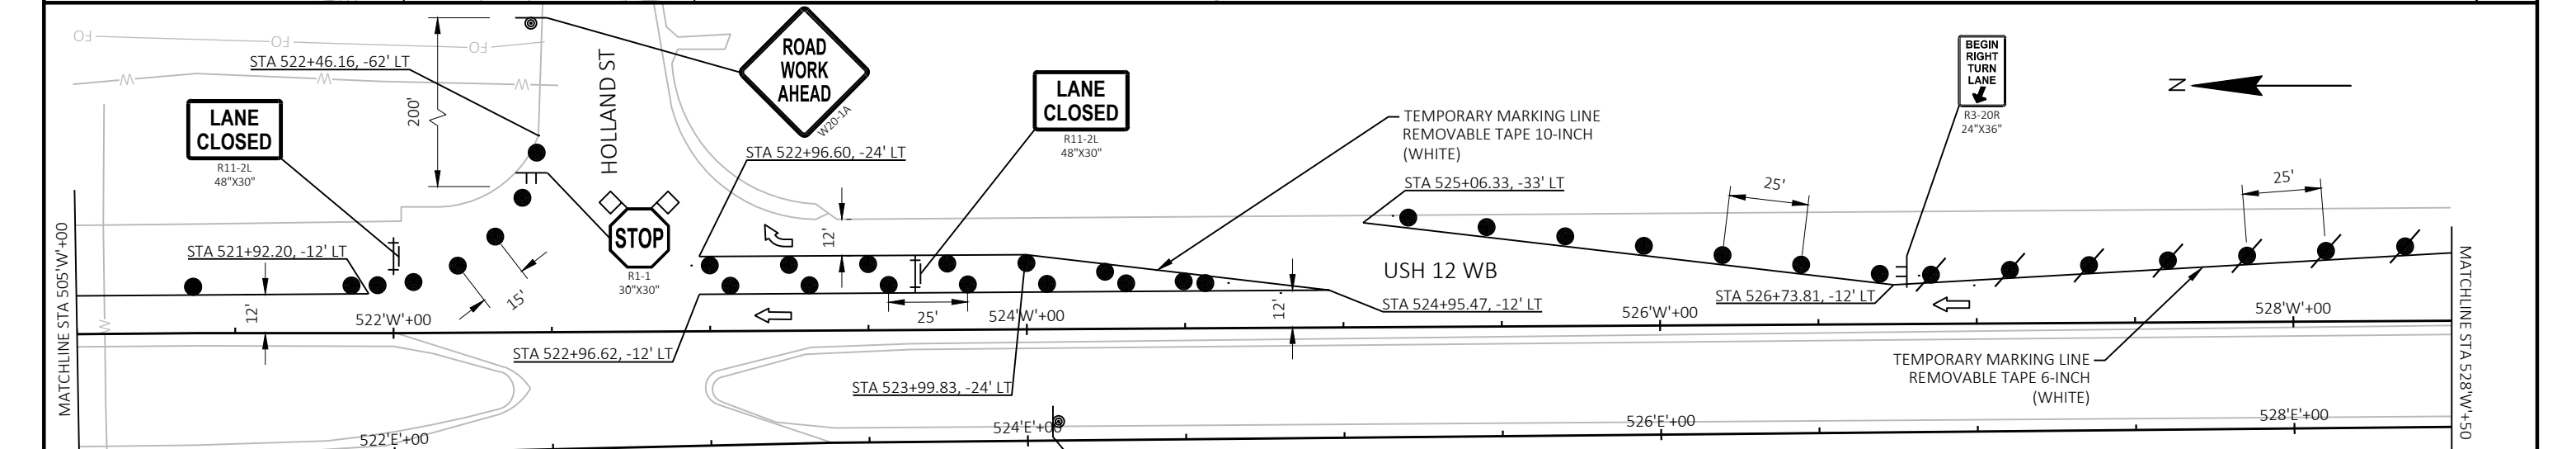 FO
FO
FO
W
W
W
STA 522+46.16, -62' LT
200'
HOLLAND ST
ROAD
WORK
AHEAD
W20-1A
LANE
CLOSED
R11-2L
48"X30"
LANE
CLOSED
R11-2L
48"X30"
STA 522+96.60, -24' LT
TEMPORARY MARKING LINE
REMOVABLE TAPE 10-INCH
(WHITE)
STA 525+06.33, -33' LT
BEGIN
RIGHT
TURN
LANE
R3-20R
24"X36"
N
25'
25'
MATCHLINE STA 505'W'+00
STA 521+92.20, -12' LT
12'
15'
STOP
R1-1
30"X30"
12'
25'
USH 12 WB
12'
STA 524+95.47, -12' LT
STA 526+73.81, -12' LT
W
522'W'+00
524'W'+00
526'W'+00
528'W'+00
STA 522+96.62, -12' LT
STA 523+99.83, -24' LT
TEMPORARY MARKING LINE
REMOVABLE TAPE 6-INCH
(WHITE)
MATCHLINE STA 528'W'+50
522'E'+00
524'E'+00
526'E'+00
528'E'+00